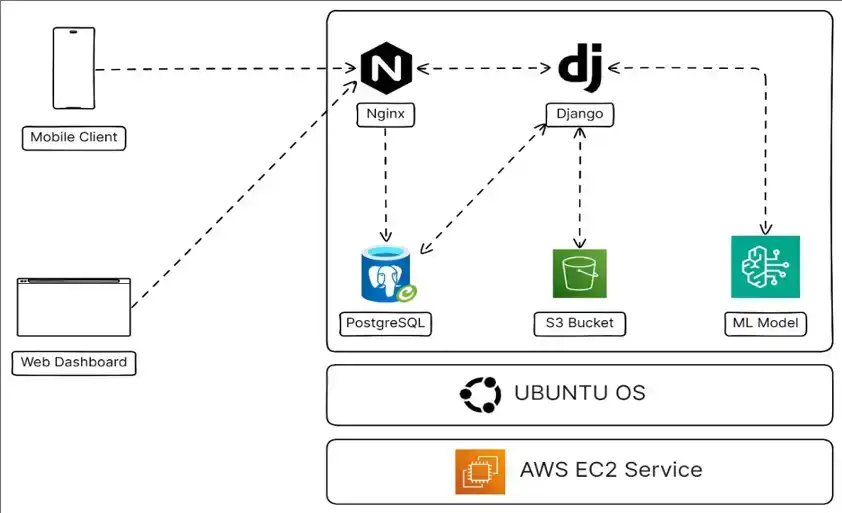 N
dj
Nginx
Django
Mobile Client
PostgreSQL
S3 Bucket
ML Model
Web Dashboard
UBUNTU OS
AWS EC2 Service